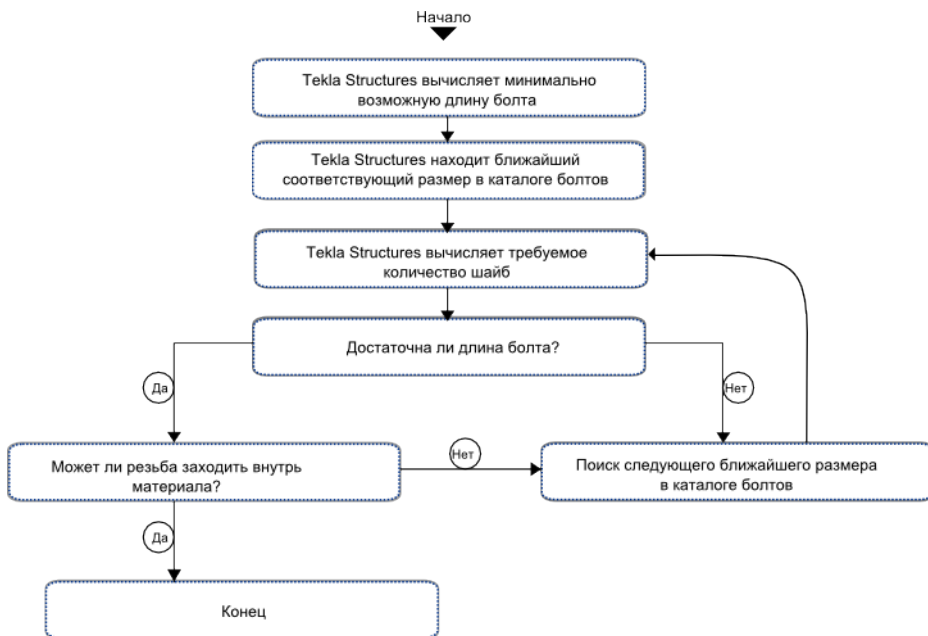 Начало
Tekla Structures вычисляет минимально
возможную длину болта
Tekla Structures находит ближайший
соответствующий размер в каталоге болтов
Tekla Structures вычисляет требуемое
количество шайб
Достаточна ли длина болта?
Да
Нет
Может ли резьба заходить внутрь
материала?
Нет
Поиск следующего ближайшего размера
в каталоге болтов
Да
Конец